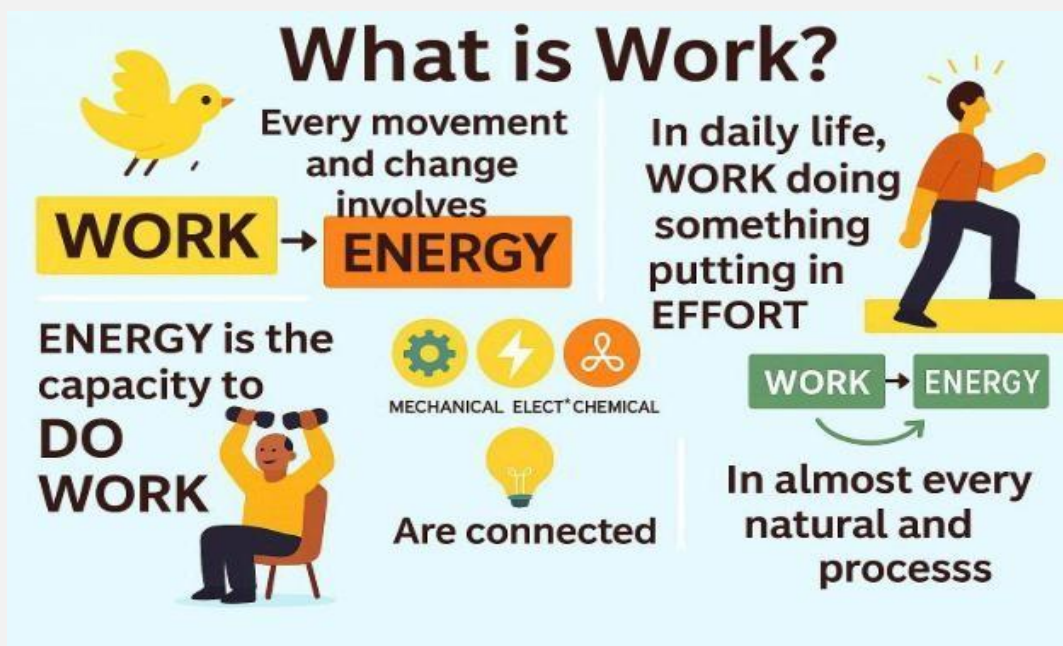 What is Work?
Every movement
and change
involves
WORK → ENERGY
In daily life,
WORK doing
something
putting in
EFFORT
ENERGY is the
capacity to
DO
WORK
MECHANICAL ELECT* CHEMICAL
Are connected
WORK → ENERGY
In almost every
natural and
processs